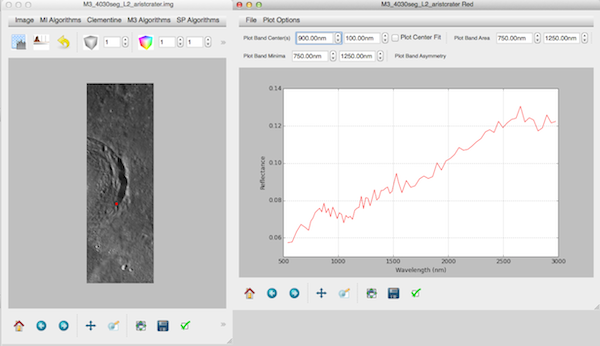 M3_4030seg_L2_aristorater.img
Image MI Algorithms Clementine M3 Algorithms SP Algorithms
1 1 1
M3_4030seg_L2_aristorater Red
File Plot Options
Plot Band Center(s) 900.00nm 100.00nm Plot Center Fit Plot Band Area 750.00nm 1250.00nm
Plot Band Minima 750.00nm 1250.00nm Plot Band Asymmetry
0.14
0.12
0.10
0.08
0.06
Reflectance
500 1000 1500 2000 2500 3000
Wavelength (nm)